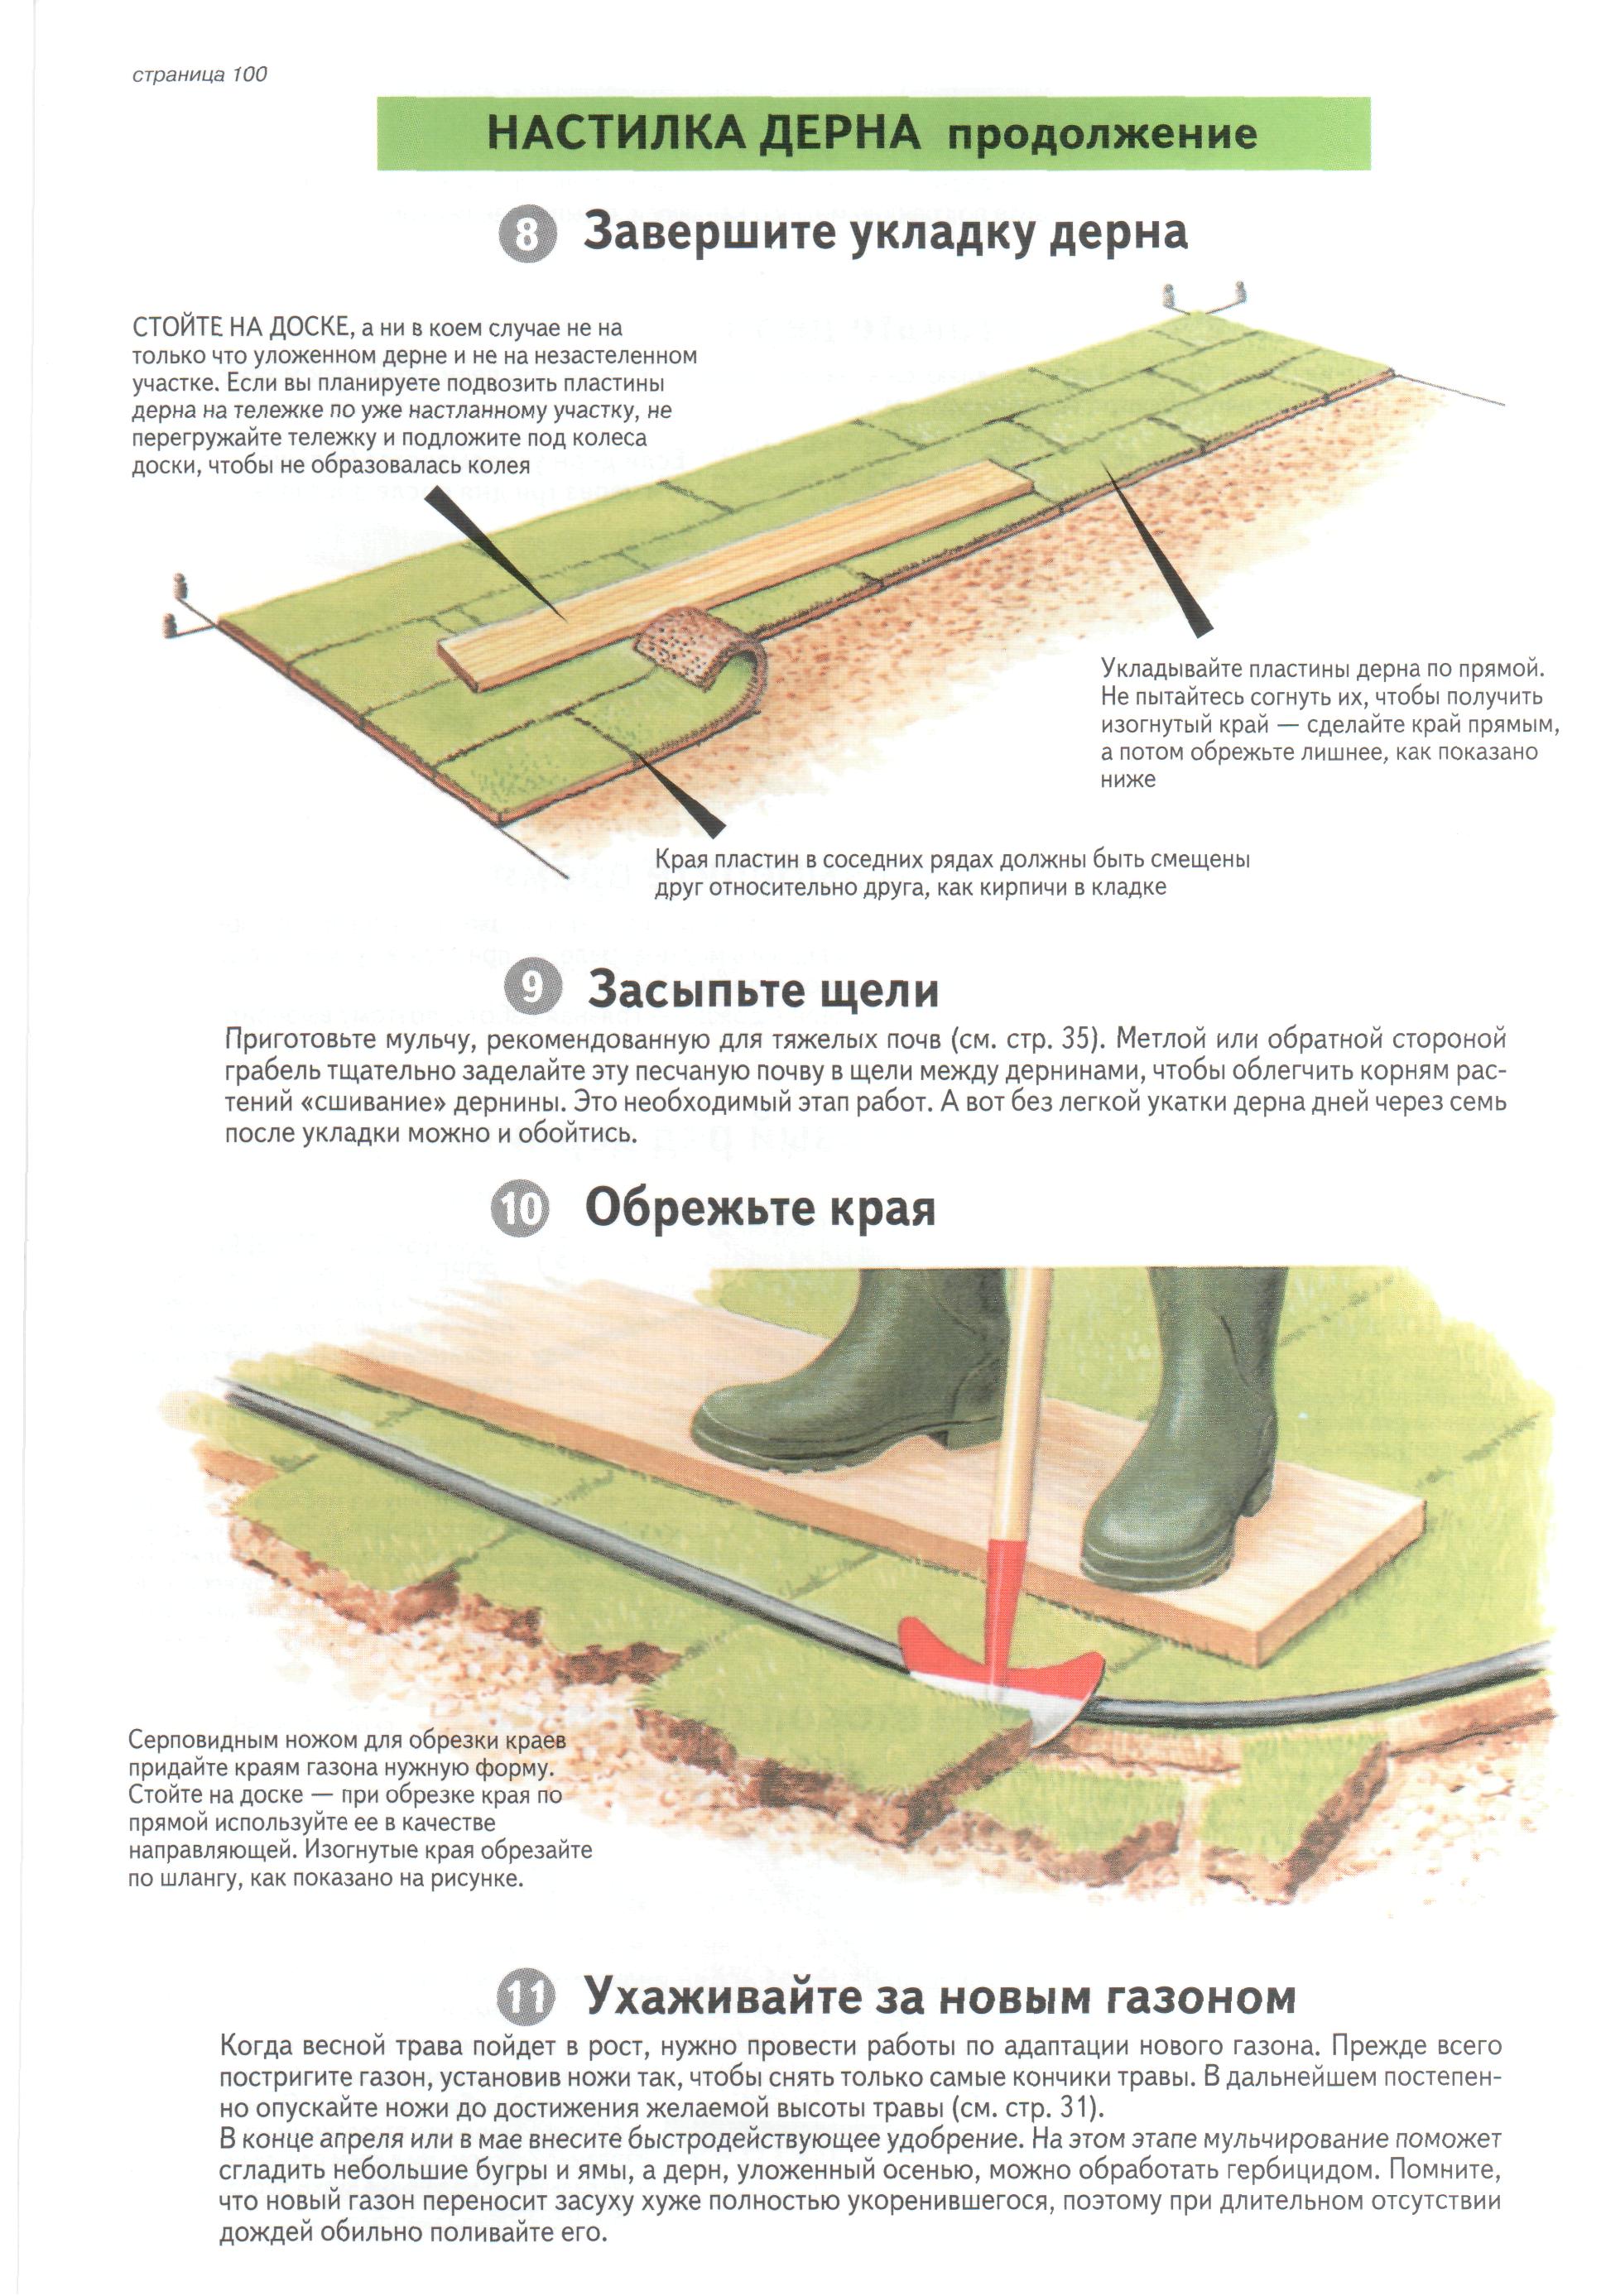 страница 100
НАСТИЛКА ДЕРНА продолжение
8 Завершите укладку дерна
СТОЙТЕ НА ДОСКЕ, а ни в коем случае не на
только что уложенном дерне и не на незастеленном
участке. Если вы планируете подвозить пластины
дерна на тележке по уже настланному участку, не
перегружайте тележку и подложите под колеса
доски, чтобы не образовалась колея
Укладывайте пластины дерна по прямой.
Не пытайтесь согнуть их, чтобы получить
изогнутый край — сделайте край прямым,
а потом обрежьте лишнее, как показано
ниже
Края пластин в соседних рядах должны быть смещены
друг относительно друга, как кирпичи в кладке
9 Засыпьте щели
Приготовьте мульчу, рекомендованную для тяжелых почв (см. стр. 35). Метлой или обратной стороной
грабель тщательно заделайте эту песчаную почву в щели между дернинами, чтобы облегчить корням рас-
тений «сшивание» дернины. Это необходимый этап работ. А вот без легкой укатки дерна дней через семь
после укладки можно и обойтись.
10 Обрежьте края
Серповидным ножом для обрезки краев
придайте краям газона нужную форму.
Стойте на доске — при обрезке края по
прямой используйте ее в качестве
направляющей. Изогнутые края обрезайте
по шлангу, как показано на рисунке.
11 Ухаживайте за новым газоном
Когда весной трава пойдет в рост, нужно провести работы по адаптации нового газона. Прежде всего
постригите газон, установив ножи так, чтобы снять только самые кончики травы. В дальнейшем постепен-
но опускайте ножи до достижения желаемой высоты травы (см. стр. 31).
В конце апреля или в мае внесите быстродействующее удобрение. На этом этапе мульчирование поможет
сгладить небольшие бугры и ямы, а дерн, уложенный осенью, можно обработать гербицидом. Помните,
что новый газон переносит засуху хуже полностью укоренившегося, поэтому при длительном отсутствии
дождей обильно поливайте его.